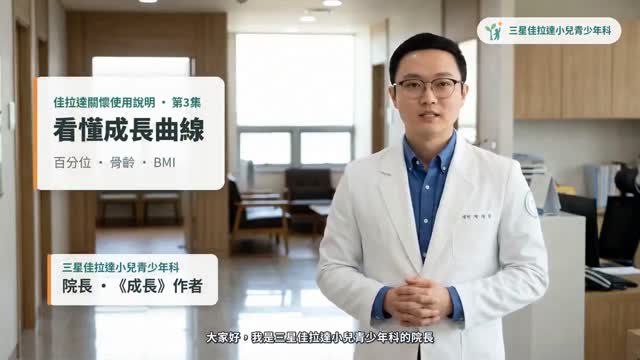 三星佳拉達小兒青少年科
佳拉達關懷使用說明 · 第3集
看懂成長曲線
百分位 · 骨齡 · BMI
三星佳拉達小兒青少年科
院長 ·《成長》作者
大家好，我是三星佳拉達小兒青少年科的院長